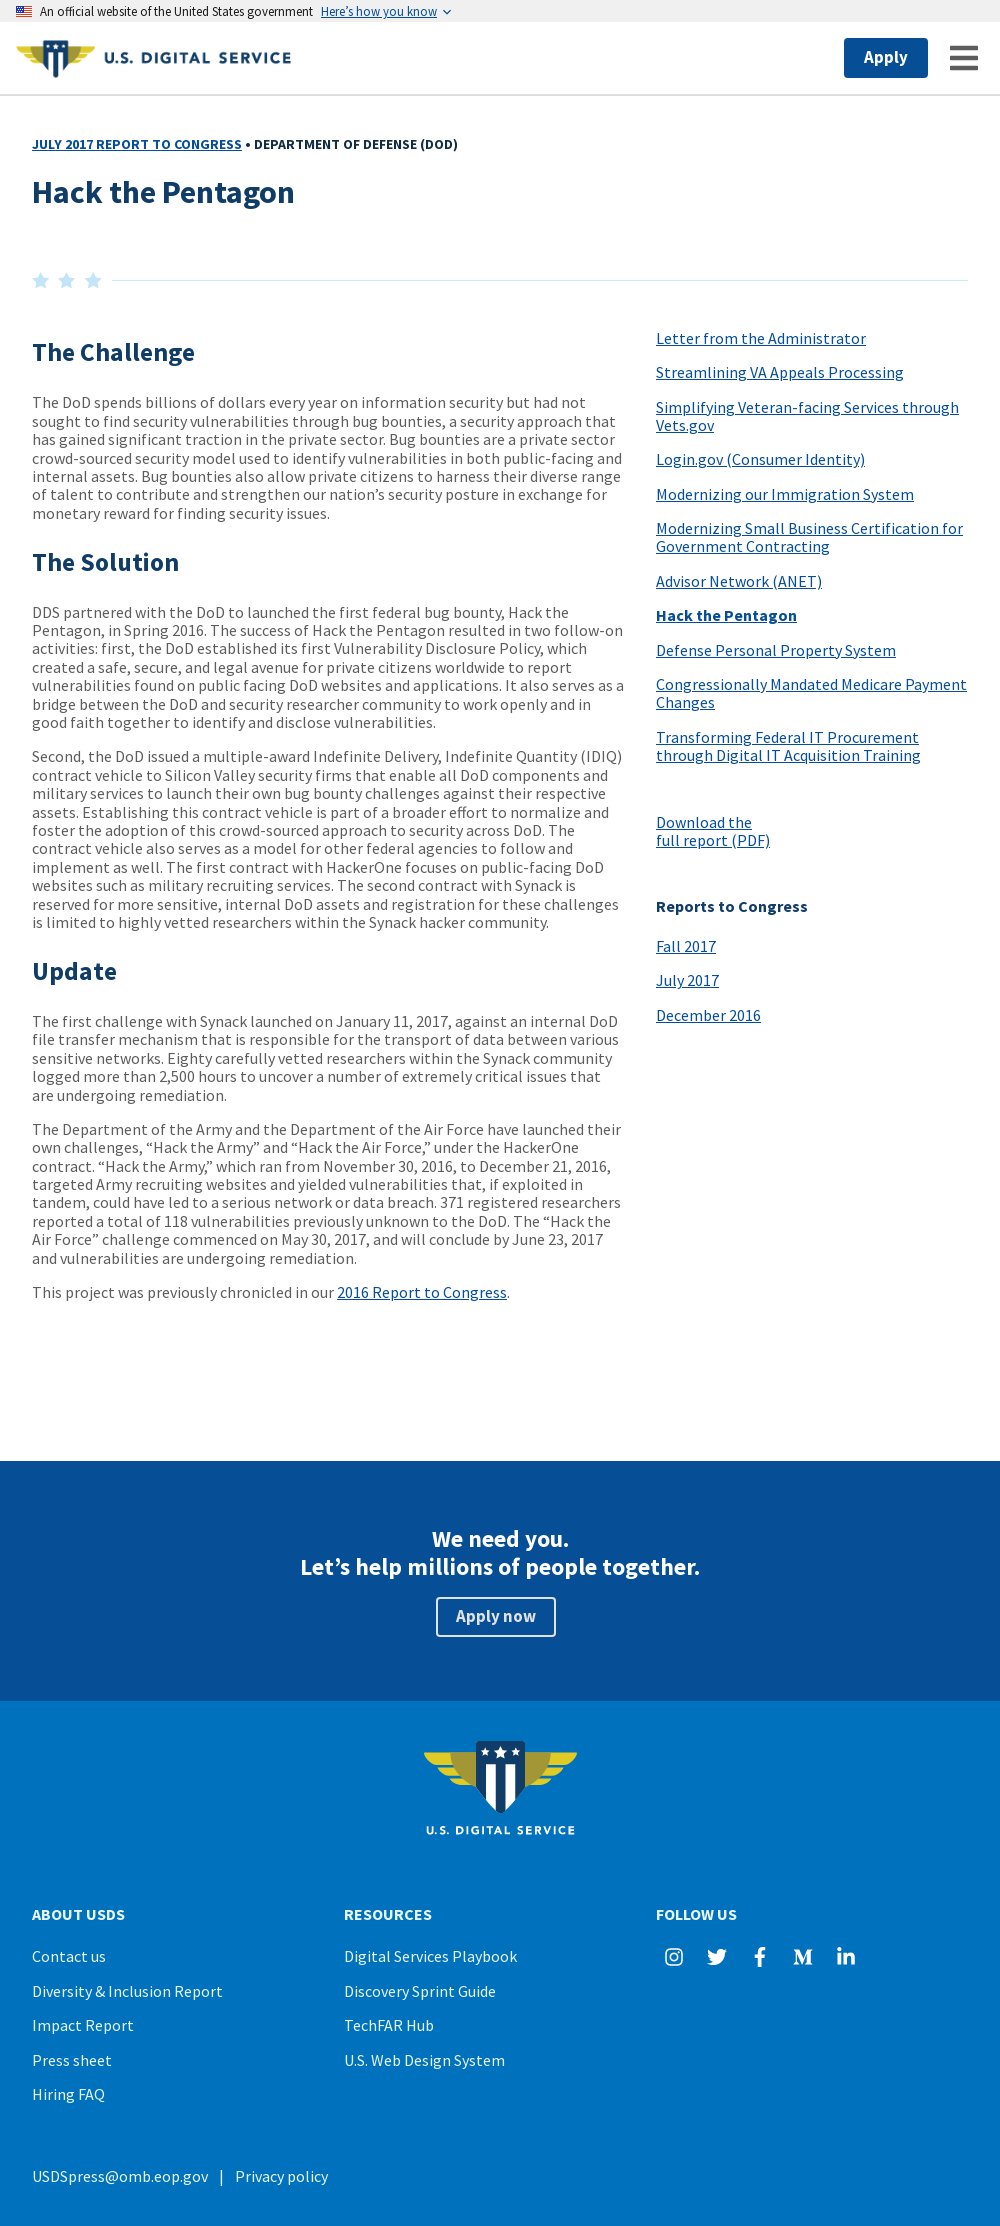 An official website of the United States government Here’s how you know
U.S. DIGITAL SERVICE
Apply
JULY 2017 REPORT TO CONGRESS • DEPARTMENT OF DEFENSE (DOD)
Hack the Pentagon
The Challenge
The DoD spends billions of dollars every year on information security but had not
sought to find security vulnerabilities through bug bounties, a security approach that
has gained significant traction in the private sector. Bug bounties are a private sector
crowd-sourced security model used to identify vulnerabilities in both public-facing and
internal assets. Bug bounties also allow private citizens to harness their diverse range
of talent to contribute and strengthen our nation’s security posture in exchange for
monetary reward for finding security issues.
The Solution
DDS partnered with the DoD to launched the first federal bug bounty, Hack the
Pentagon, in Spring 2016. The success of Hack the Pentagon resulted in two follow-on
activities: first, the DoD established its first Vulnerability Disclosure Policy, which
created a safe, secure, and legal avenue for private citizens worldwide to report
vulnerabilities found on public facing DoD websites and applications. It also serves as a
bridge between the DoD and security researcher community to work openly and in
good faith together to identify and disclose vulnerabilities.
Second, the DoD issued a multiple-award Indefinite Delivery, Indefinite Quantity (IDIQ)
contract vehicle to Silicon Valley security firms that enable all DoD components and
military services to launch their own bug bounty challenges against their respective
assets. Establishing this contract vehicle is part of a broader effort to normalize and
foster the adoption of this crowd-sourced approach to security across DoD. The
contract vehicle also serves as a model for other federal agencies to follow and
implement as well. The first contract with HackerOne focuses on public-facing DoD
websites such as military recruiting services. The second contract with Synack is
reserved for more sensitive, internal DoD assets and registration for these challenges
is limited to highly vetted researchers within the Synack hacker community.
Update
The first challenge with Synack launched on January 11, 2017, against an internal DoD
file transfer mechanism that is responsible for the transport of data between various
sensitive networks. Eighty carefully vetted researchers within the Synack community
logged more than 2,500 hours to uncover a number of extremely critical issues that
are undergoing remediation.
The Department of the Army and the Department of the Air Force have launched their
own challenges, “Hack the Army” and “Hack the Air Force,” under the HackerOne
contract. “Hack the Army,” which ran from November 30, 2016, to December 21, 2016,
targeted Army recruiting websites and yielded vulnerabilities that, if exploited in
tandem, could have led to a serious network or data breach. 371 registered researchers
reported a total of 118 vulnerabilities previously unknown to the DoD. The “Hack the
Air Force” challenge commenced on May 30, 2017, and will conclude by June 23, 2017
and vulnerabilities are undergoing remediation.
This project was previously chronicled in our 2016 Report to Congress.
Letter from the Administrator
Streamlining VA Appeals Processing
Simplifying Veteran-facing Services through
Vets.gov
Login.gov (Consumer Identity)
Modernizing our Immigration System
Modernizing Small Business Certification for
Government Contracting
Advisor Network (ANET)
Hack the Pentagon
Defense Personal Property System
Congressionally Mandated Medicare Payment
Changes
Transforming Federal IT Procurement
through Digital IT Acquisition Training
Download the
full report (PDF)
Reports to Congress
Fall 2017
July 2017
December 2016
We need you.
Let’s help millions of people together.
Apply now
U.S. DIGITAL SERVICE
ABOUT USDS
Contact us
Diversity & Inclusion Report
Impact Report
Press sheet
Hiring FAQ
RESOURCES
Digital Services Playbook
Discovery Sprint Guide
TechFAR Hub
U.S. Web Design System
FOLLOW US
USDSpress@omb.eop.gov | Privacy policy